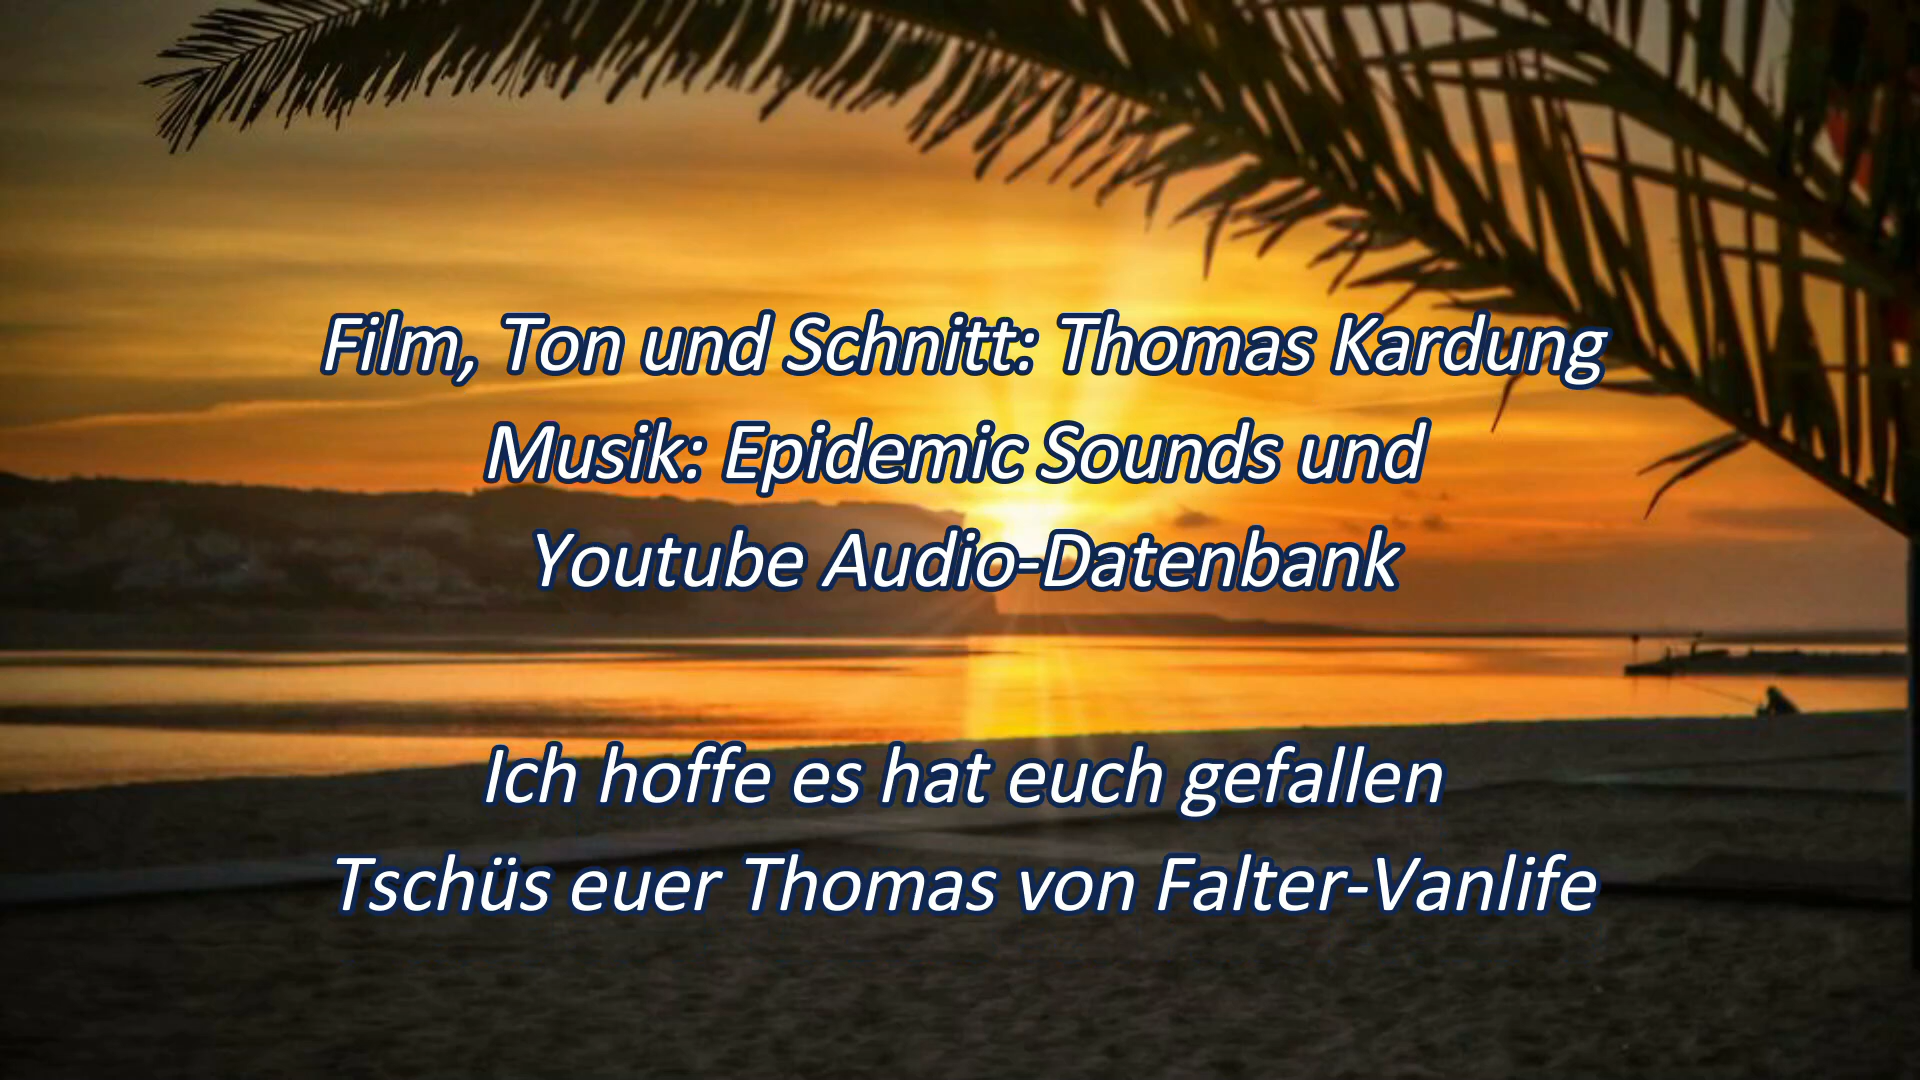 Film, Ton und Schnitt: Thomas Kardung
Musik: Epidemic Sounds und
Youtube Audio-Datenbank
Ich hoffe es hat euch gefallen
Tschüs euer Thomas von Falter-Vanlife